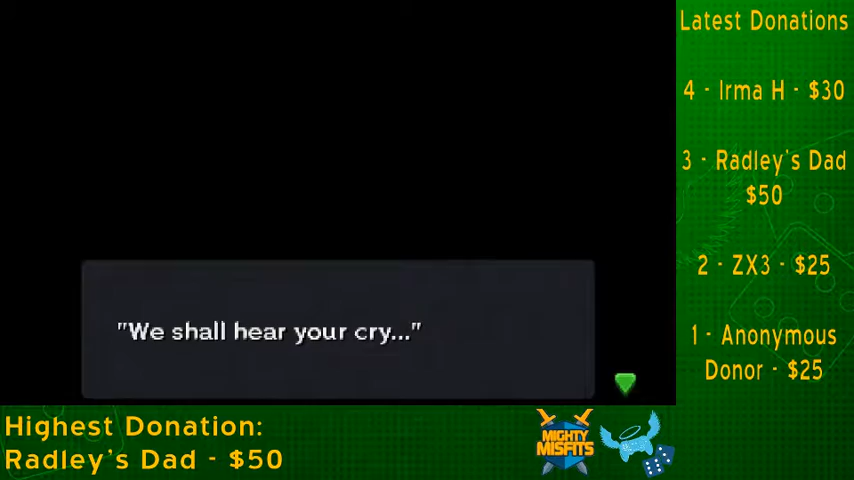 Latest Donations
4 - Irma H - $30
3 - Radley's Dad
$50
2 - ZX3 - $25
1 - Anonymous
Donor - $25
"We shall hear your cry..."
Highest Donation:
Radley's Dad - $50
MIGHTY
MISFITS